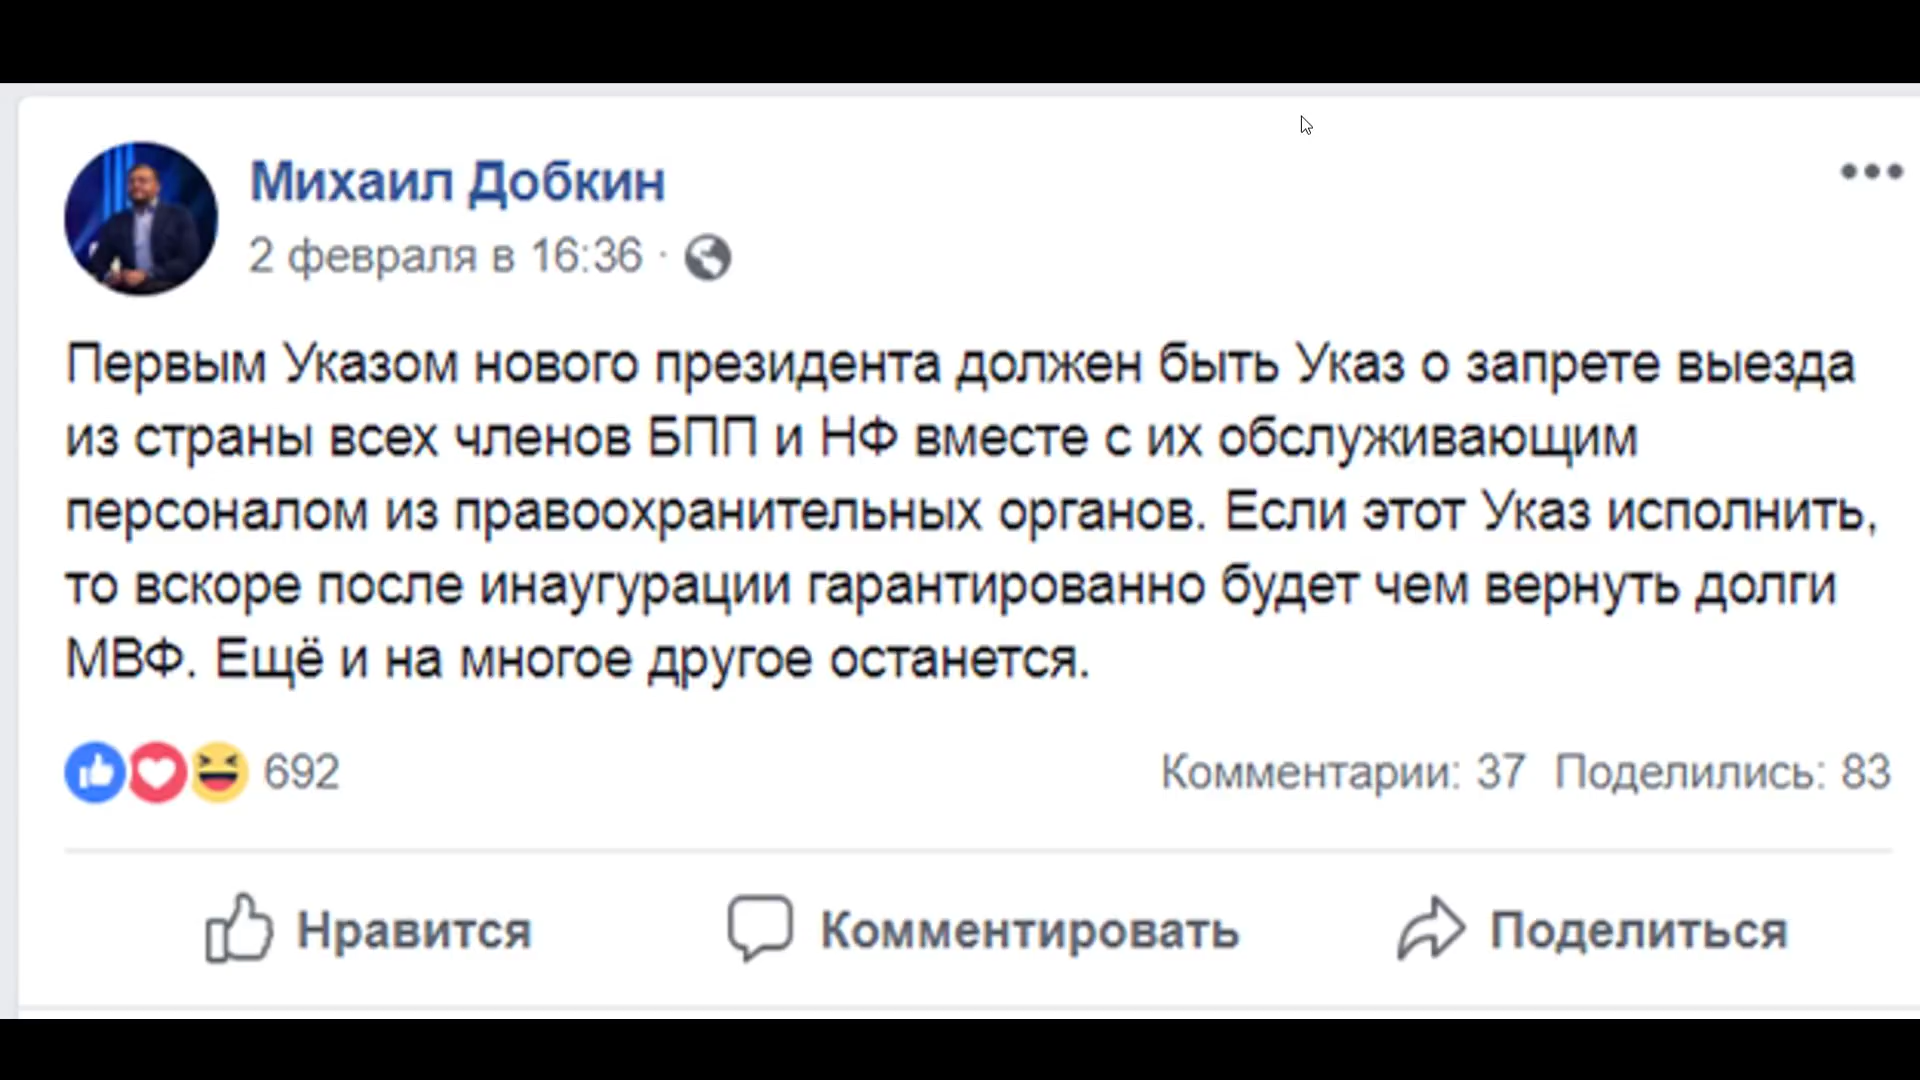 Михаил Добкин
2 февраля в 16:36 ·
Первым Указом нового президента должен быть Указ о запрете выезда
из страны всех членов БПП и НФ вместе с их обслуживающим
персоналом из правоохранительных органов. Если этот Указ исполнить,
то вскоре после инаугурации гарантированно будет чем вернуть долги
МВФ. Ещё и на многое другое останется.
692 Комментарии: 37 Поделились: 83
Нравится Комментировать Поделиться